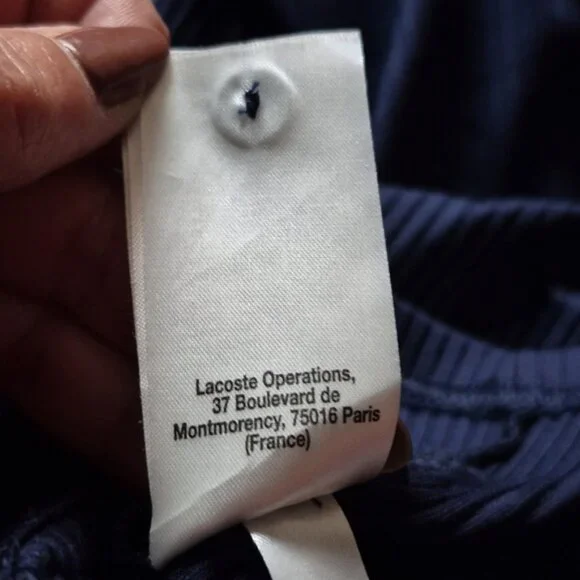 Lacoste Operations,
37 Boulevard de
Montmorency, 75016 Paris
(France)